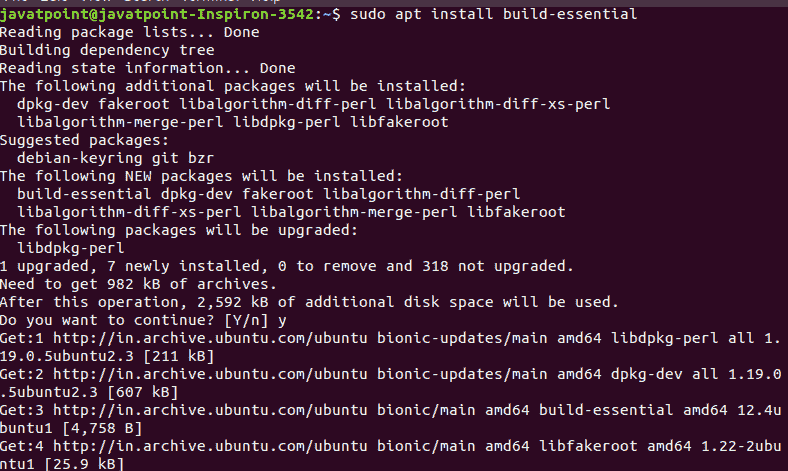 javatpoint@javatpoint-Inspiron-3542:~$ sudo apt install build-essential
Reading package lists... Done
Building dependency tree
Reading state information... Done
The following additional packages will be installed:
  dpkg-dev fakeroot libalgorithm-diff-perl libalgorithm-diff-xs-perl
  libalgorithm-merge-perl libdpkg-perl libfakeroot
Suggested packages:
  debian-keyring git bzr
The following NEW packages will be installed:
  build-essential dpkg-dev fakeroot libalgorithm-diff-perl
  libalgorithm-diff-xs-perl libalgorithm-merge-perl libfakeroot
The following packages will be upgraded:
  libdpkg-perl
1 upgraded, 7 newly installed, 0 to remove and 318 not upgraded.
Need to get 982 kB of archives.
After this operation, 2,592 kB of additional disk space will be used.
Do you want to continue? [Y/n] y
Get:1 http://in.archive.ubuntu.com/ubuntu bionic-updates/main amd64 libdpkg-perl all 1.
19.0.5ubuntu2.3 [211 kB]
Get:2 http://in.archive.ubuntu.com/ubuntu bionic-updates/main amd64 dpkg-dev all 1.19.0
.5ubuntu2.3 [607 kB]
Get:3 http://in.archive.ubuntu.com/ubuntu bionic/main amd64 build-essential amd64 12.4u
buntu1 [4,758 B]
Get:4 http://in.archive.ubuntu.com/ubuntu bionic/main amd64 libfakeroot amd64 1.22-2ubu
ntu1 [25.9 kB]